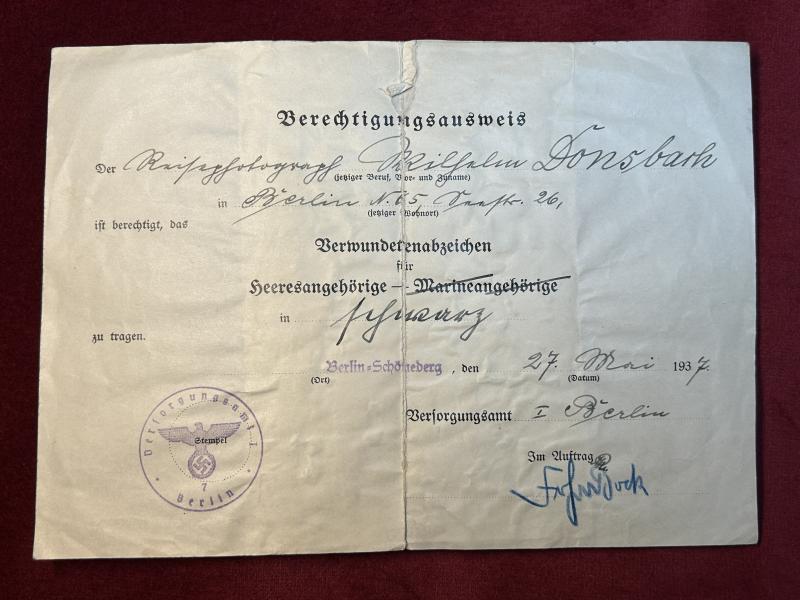 Berechtigungsausweis
Der Reisephotograph Wilhelm Donsbach
(jetziger Beruf, Vor- und Zuname)
in Berlin N. 65, Seestr. 26,
(jetziger Wohnort)
ist berechtigt, das
Verwundetenabzeichen
für
Heeresangehörige — Marineangehörige
in schwarz
zu tragen.
Berlin-Schöneberg, den 27. Mai 1937.
(Ort) (Datum)
Versorgungsamt I Berlin
Stempel
Versorgungsamt I
7
Berlin
Im Auftrag